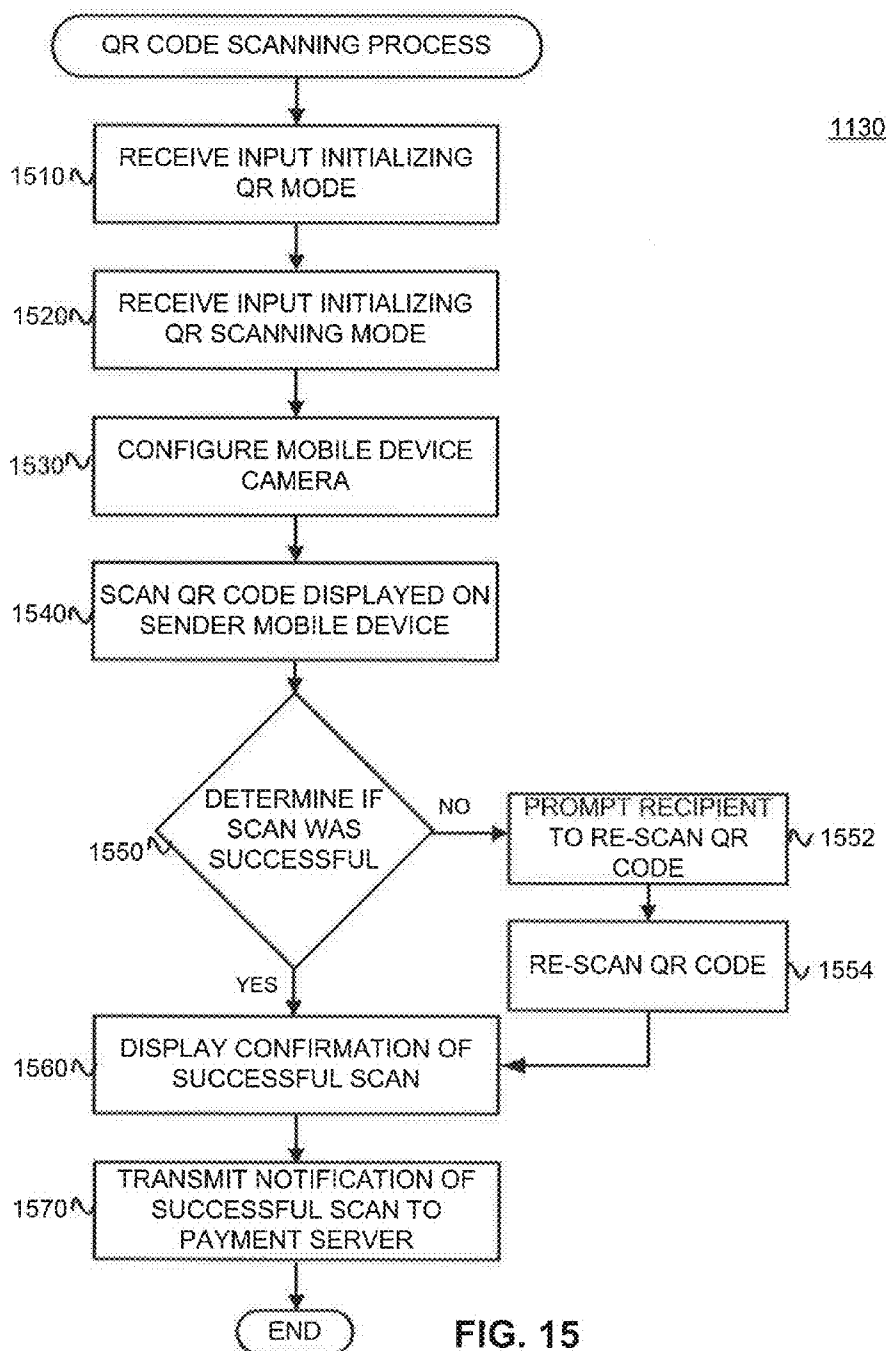 QR CODE SCANNING PROCESS
1130
1510
RECEIVE INPUT INITIALIZING
QR MODE
1520
RECEIVE INPUT INITIALIZING
QR SCANNING MODE
1530
CONFIGURE MOBILE DEVICE
CAMERA
1540
SCAN QR CODE DISPLAYED ON
SENDER MOBILE DEVICE
1550
DETERMINE IF
SCAN WAS
SUCCESSFUL
NO
PROMPT RECIPIENT
TO RE-SCAN QR
CODE
1552
RE-SCAN QR CODE
1554
YES
1560
DISPLAY CONFIRMATION OF
SUCCESSFUL SCAN
1570
TRANSMIT NOTIFICATION OF
SUCCESSFUL SCAN TO
PAYMENT SERVER
END
FIG. 15